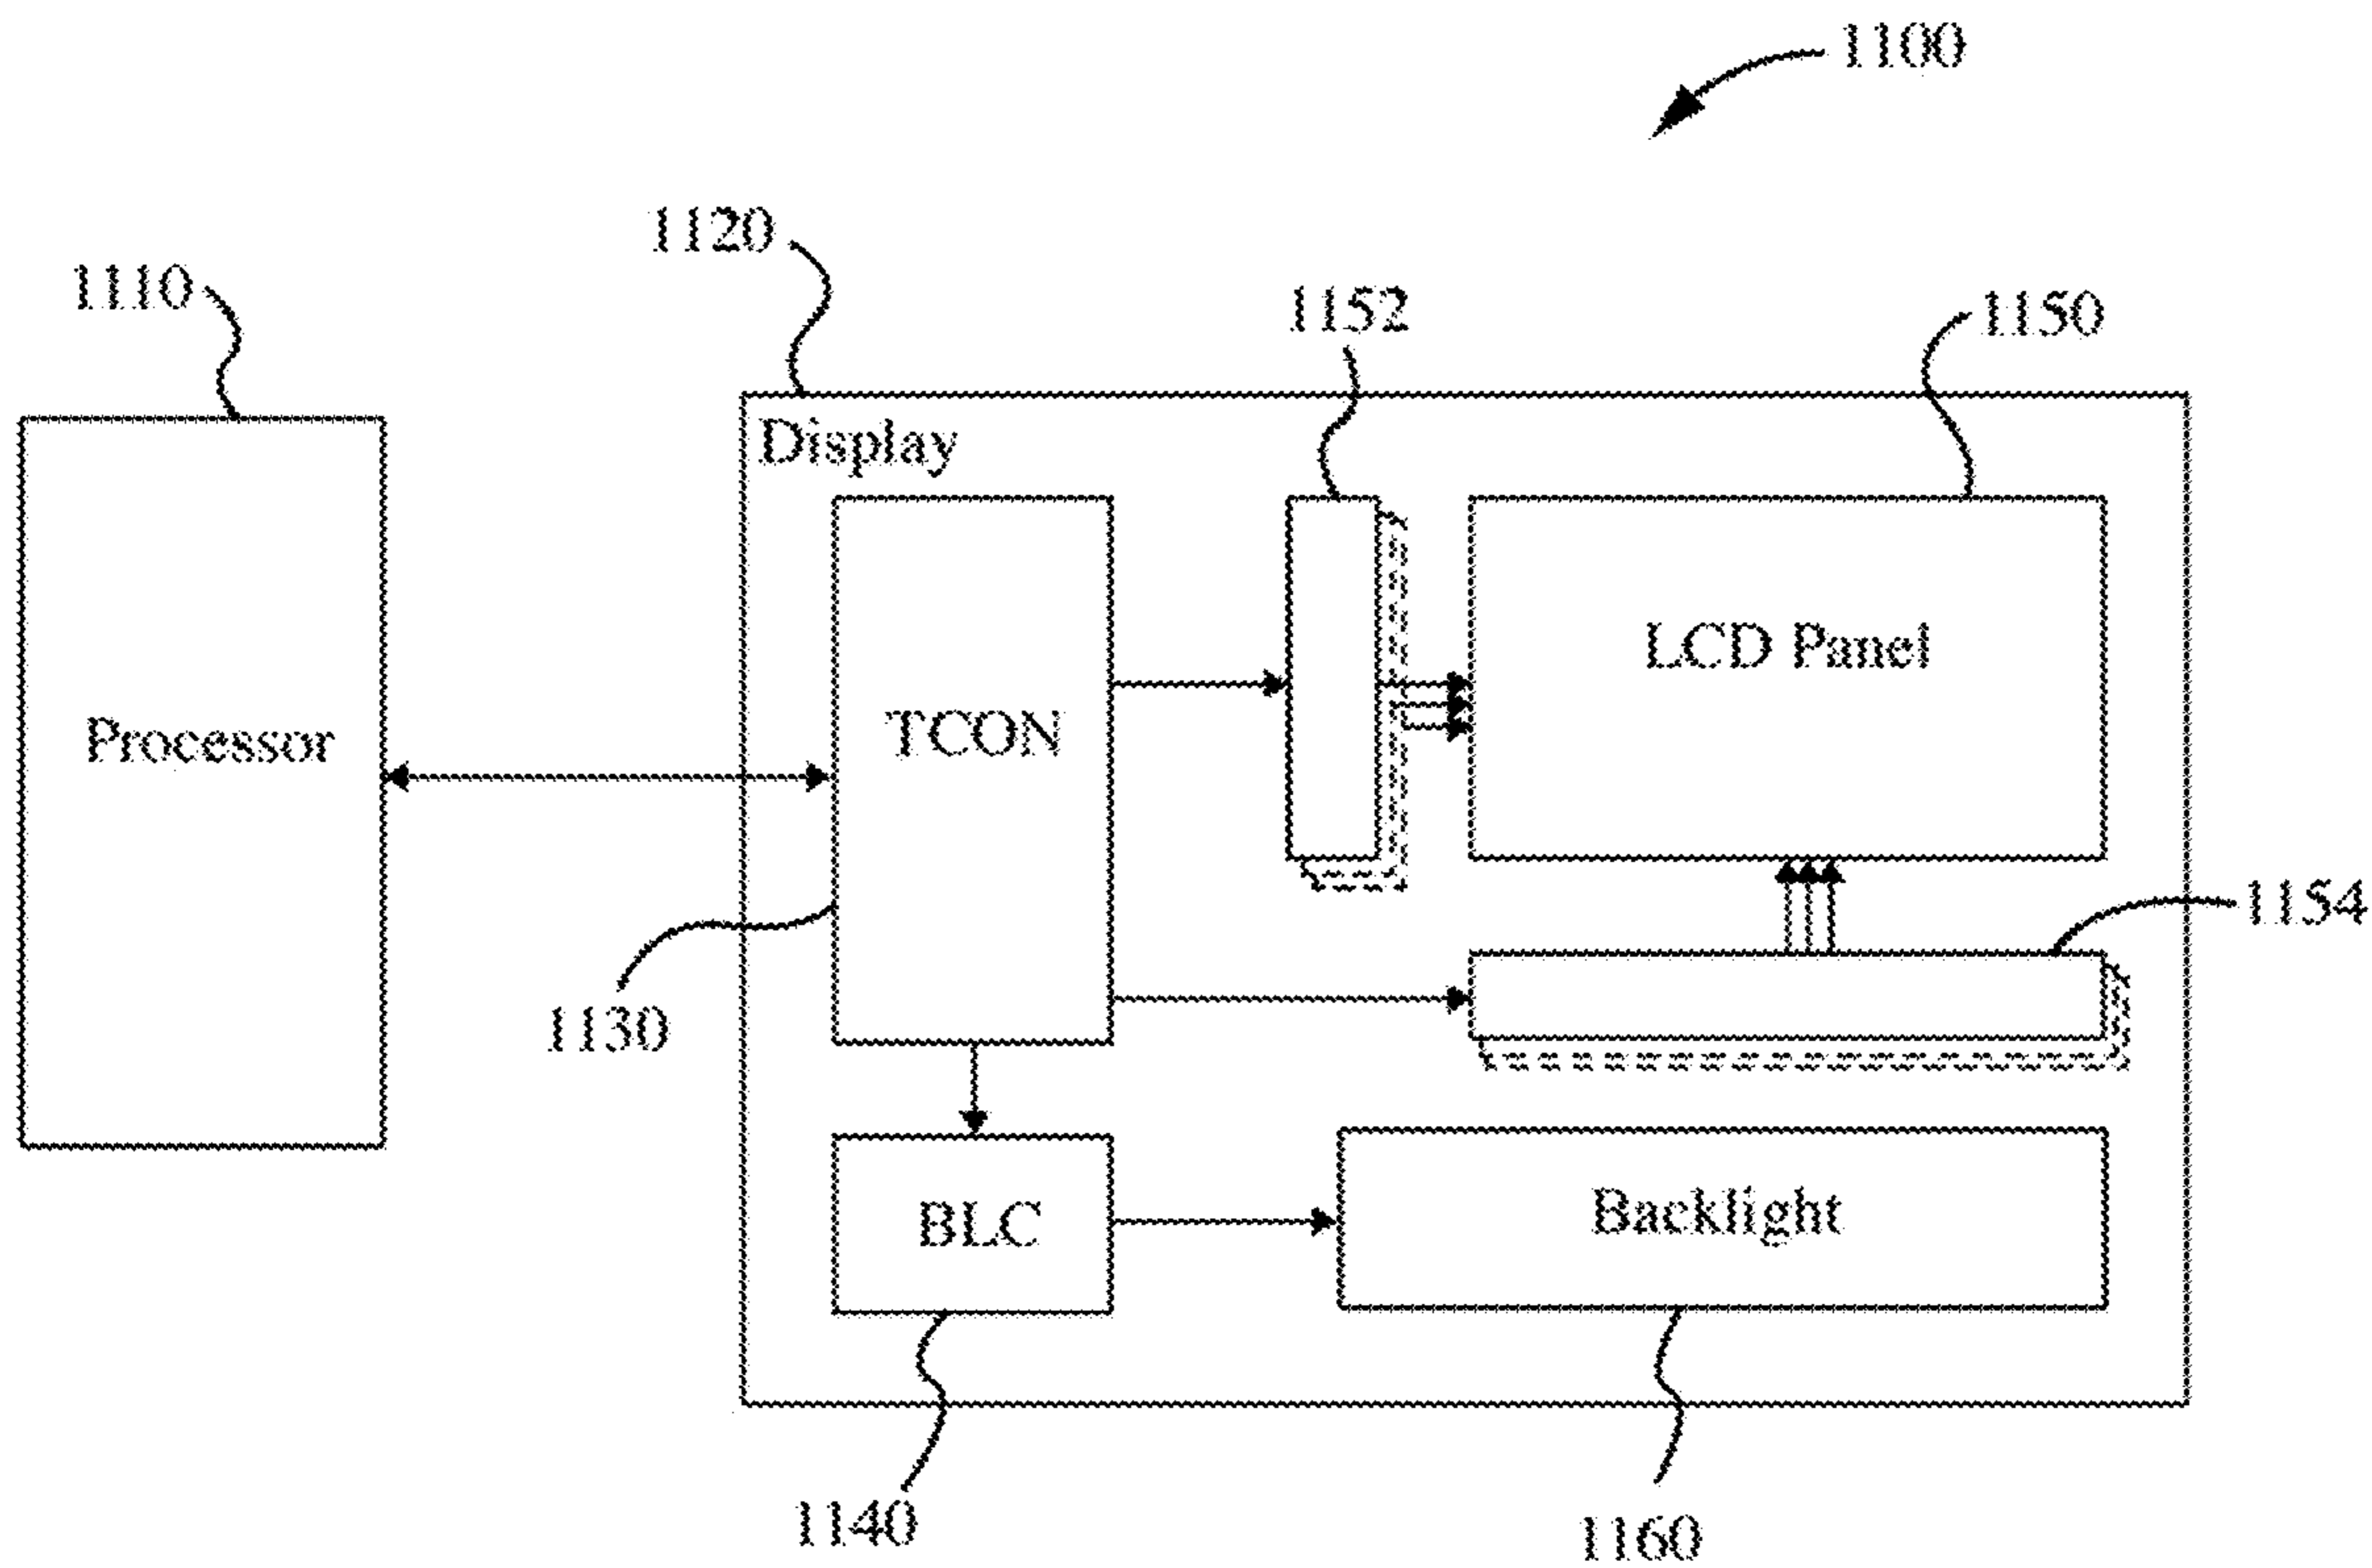 1100
1120
1110
1152
1150
Display
LCD Panel
Processor
TCON
1154
1130
BLC
Backlight
1140
1160